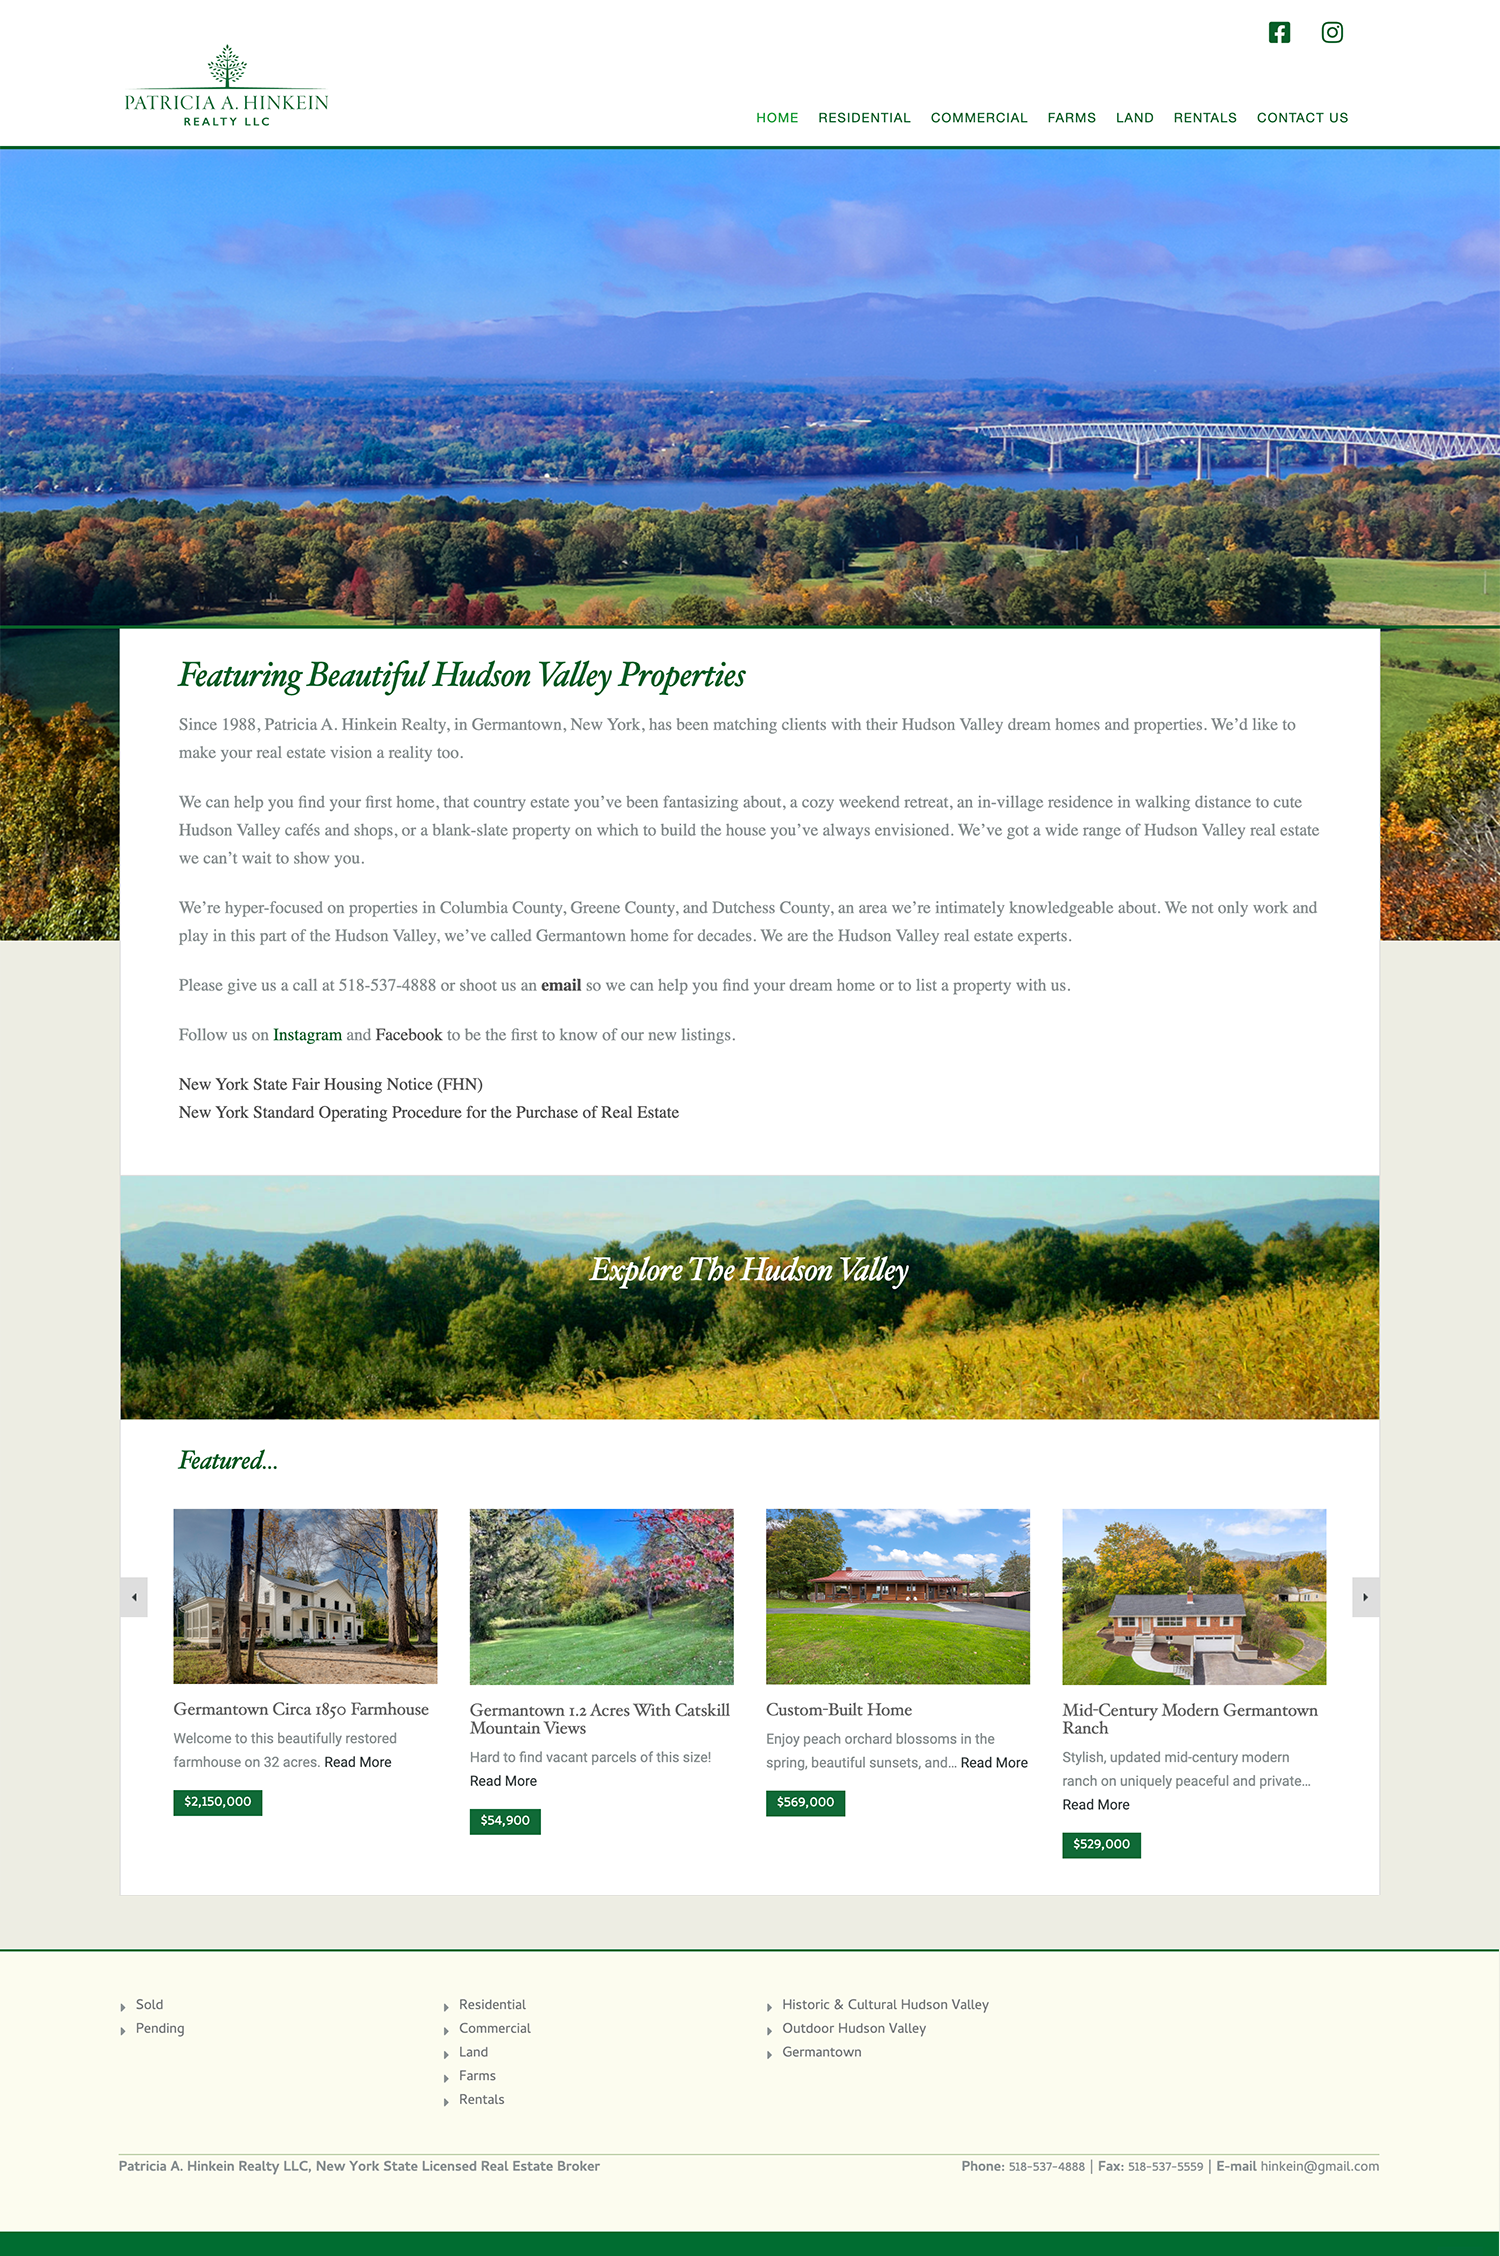 PATRICIA A. HINKEIN
REALTY LLC
HOME RESIDENTIAL COMMERCIAL FARMS LAND RENTALS CONTACT US
Featuring Beautiful Hudson Valley Properties
Since 1988, Patricia A. Hinkein Realty, in Germantown, New York, has been matching clients with their Hudson Valley dream homes and properties. We’d like to
make your real estate vision a reality too.
We can help you find your first home, that country estate you’ve been fantasizing about, a cozy weekend retreat, an in-village residence in walking distance to cute
Hudson Valley cafés and shops, or a blank-slate property on which to build the house you’ve always envisioned. We’ve got a wide range of Hudson Valley real estate
we can’t wait to show you.
We’re hyper-focused on properties in Columbia County, Greene County, and Dutchess County, an area we’re intimately knowledgeable about. We not only work and
play in this part of the Hudson Valley, we’ve called Germantown home for decades. We are the Hudson Valley real estate experts.
Please give us a call at 518-537-4888 or shoot us an email so we can help you find your dream home or to list a property with us.
Follow us on Instagram and Facebook to be the first to know of our new listings.
New York State Fair Housing Notice (FHN)
New York Standard Operating Procedure for the Purchase of Real Estate
Explore The Hudson Valley
Featured...
Germantown Circa 1850 Farmhouse
Welcome to this beautifully restored
farmhouse on 32 acres. Read More
$2,150,000
Germantown 1.2 Acres With Catskill
Mountain Views
Hard to find vacant parcels of this size!
Read More
$54,900
Custom-Built Home
Enjoy peach orchard blossoms in the
spring, beautiful sunsets, and... Read More
$569,000
Mid-Century Modern Germantown
Ranch
Stylish, updated mid-century modern
ranch on uniquely peaceful and private...
Read More
$529,000
Sold
Pending
Residential
Commercial
Land
Farms
Rentals
Historic & Cultural Hudson Valley
Outdoor Hudson Valley
Germantown
Patricia A. Hinkein Realty LLC, New York State Licensed Real Estate Broker
Phone: 518-537-4888 | Fax: 518-537-5559 | E-mail hinkein@gmail.com